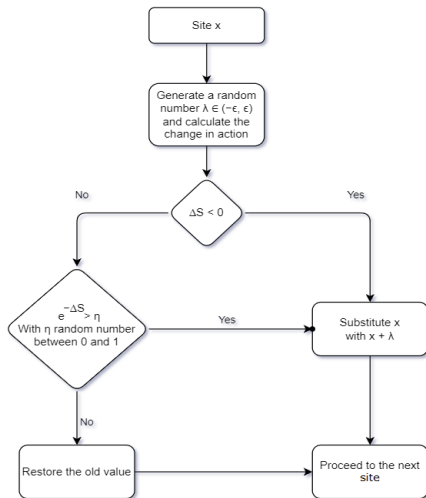 Site x
Generate a random
number λ ∈ (−ϵ, ϵ)
and calculate the
change in action
No
Yes
ΔS < 0
e^−ΔS > η
With η random number
between 0 and 1
Yes
Substitute x
with x + λ
No
Restore the old value
Proceed to the next
site